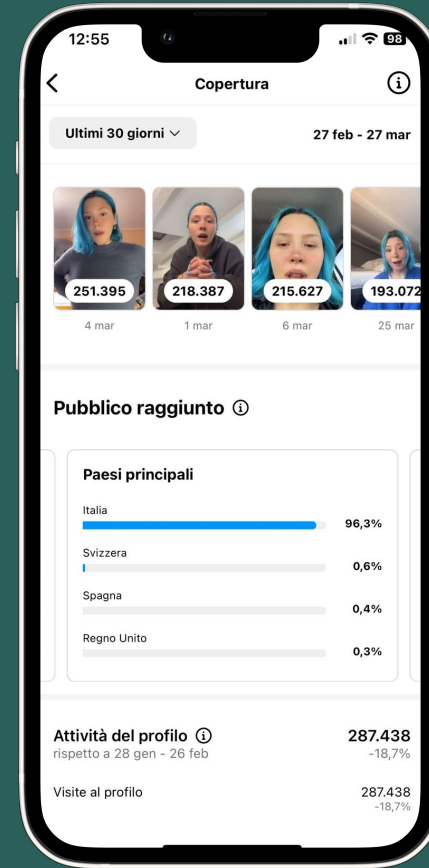 12:55
98
Copertura
Ultimi 30 giorni
27 feb - 27 mar
251.395
218.387
215.627
193.072
4 mar
1 mar
6 mar
25 mar
Pubblico raggiunto
Paesi principali
Italia
96,3%
Svizzera
0,6%
Spagna
0,4%
Regno Unito
0,3%
Attività del profilo
287.438
rispetto a 28 gen - 26 feb
-18,7%
Visite al profilo
287.438
-18,7%